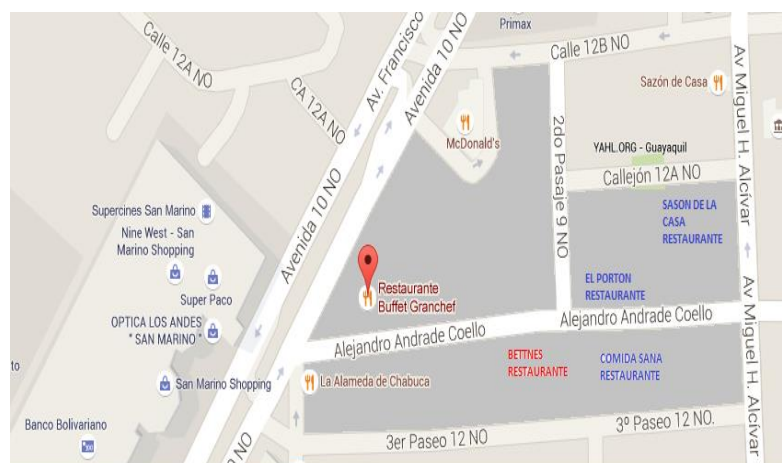 Primax
Calle 12A NO
Av. Francisco
Avenida 10 NO
Calle 12B NO
Av Miguel H. Alcívar
Sazón de Casa
CA 12A NO
McDonald's
2do Pasaje 9 NO
YAHL.ORG - Guayaquil
Callejón 12A NO
Supercines San Marino
Nine West - San
Marino Shopping
Avenida 10 NO
SASON DE LA
CASA
RESTAURANTE
Super Paco
Restaurante
Buffet Granchef
EL PORTON
RESTAURANTE
OPTICA LOS ANDES
" SAN MARINO "
Alejandro Andrade Coello
Alejandro Andrade Coello
Av Miguel H. Alcívar
BETTNES
RESTAURANTE
COMIDA SANA
RESTAURANTE
to
San Marino Shopping
La Alameda de Chabuca
Banco Bolivariano
3er Paseo 12 NO
3º Paseo 12 NO.